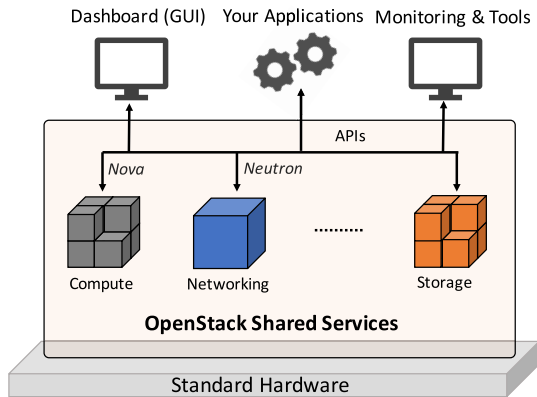 Dashboard (GUI)
Your Applications
Monitoring & Tools
APIs
Nova
Neutron
Compute
Networking
Storage
OpenStack Shared Services
Standard Hardware